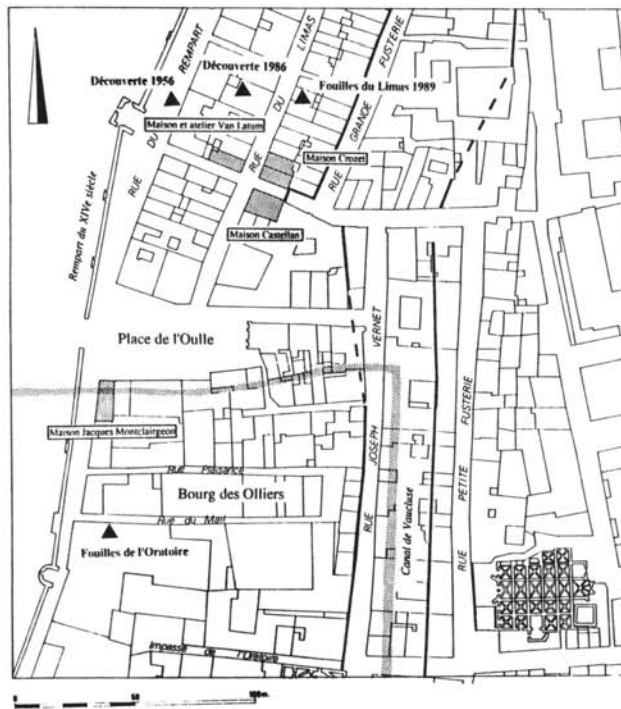 REMPART
LIMAS
FUSTERIE
Découverte 1956
Découverte 1986
Fouilles du Limas 1989
Maison et atelier Van Latum
DU
DU
GRANDE
Maison Crozet
RUE
RUE
RUE
Maison Castellan
Rempart du XIVe siècle
Place de l'Oulle
VERNET
FUSTERIE
Maison Jacques Montclairgeon
JOSEPH
PETITE
Rue Plaisance
Bourg des Olliers
Rue du Mail
Canal de Vaucluse
RUE
RUE
Fouilles de l'Oratoire
Impasse de l'Oratoire
0 50 100m.